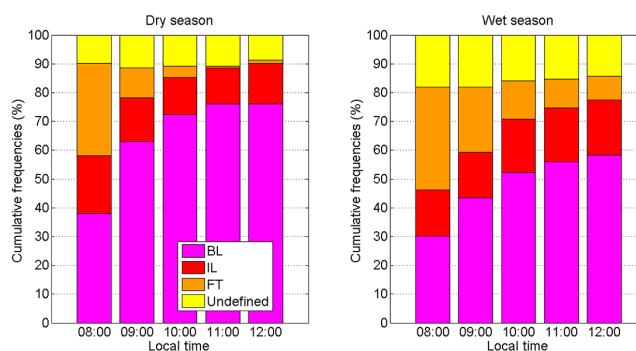 Dry season
Cumulative frequencies (%)
100
90
80
70
60
50
40
30
20
10
0
BL
IL
FT
Undefined
08:00 09:00 10:00 11:00 12:00
Local time
Wet season
Cumulative frequencies (%)
100
90
80
70
60
50
40
30
20
10
0
08:00 09:00 10:00 11:00 12:00
Local time